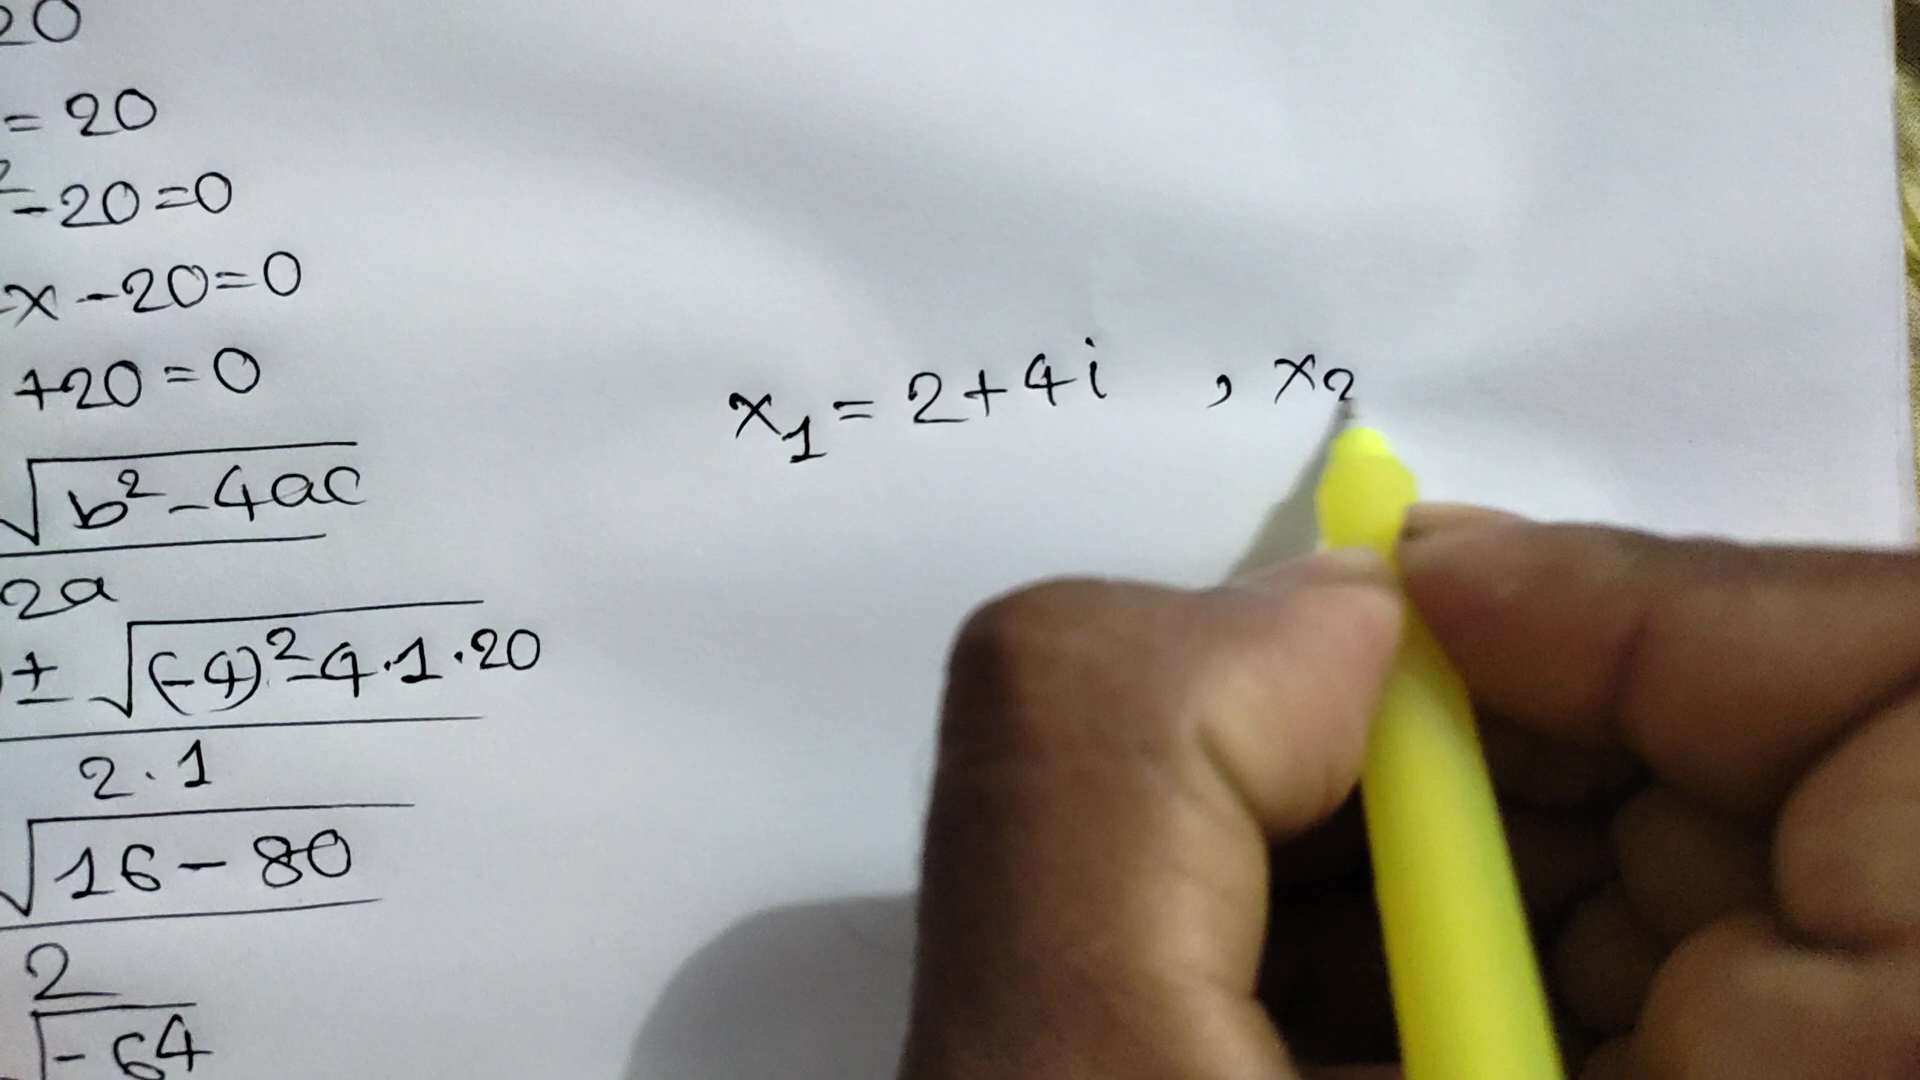 20
= 20
² - 20 = 0
-x - 20 = 0
+20 = 0
√b² - 4ac
2a
± √(-4)² - 4·1·20
2·1
√16 - 80
2
√-64
x₁ = 2 + 4i , x₂